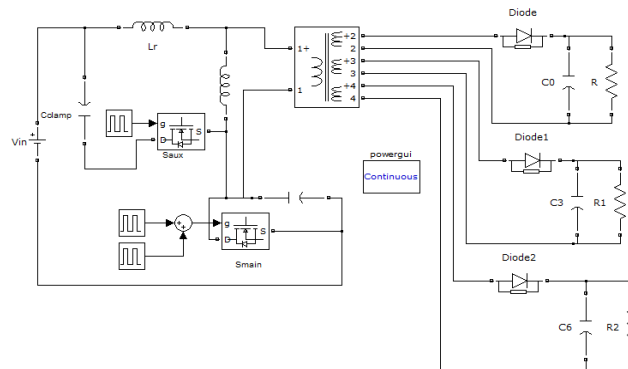 Diode
Lr
1+
+2
2
+3
3
1
+4
4
C0
R
Cclamp
g
D
S
Saux
Vin
+
Diode1
powergui
Continuous
C3
R1
+
+
g
D
S
Smain
Diode2
C6
R2